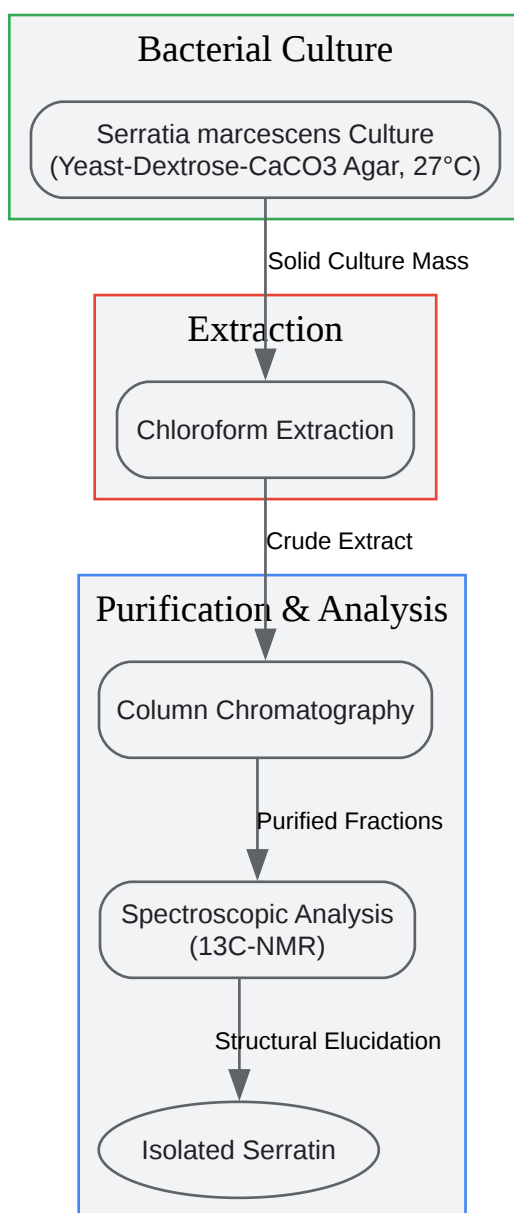 Bacterial Culture
Serratia marcescens Culture
(Yeast-Dextrose-CaCO3 Agar, 27°C)
Solid Culture Mass
Extraction
Chloroform Extraction
Crude Extract
Purification & Analysis
Column Chromatography
Purified Fractions
Spectroscopic Analysis
(13C-NMR)
Structural Elucidation
Isolated Serratin